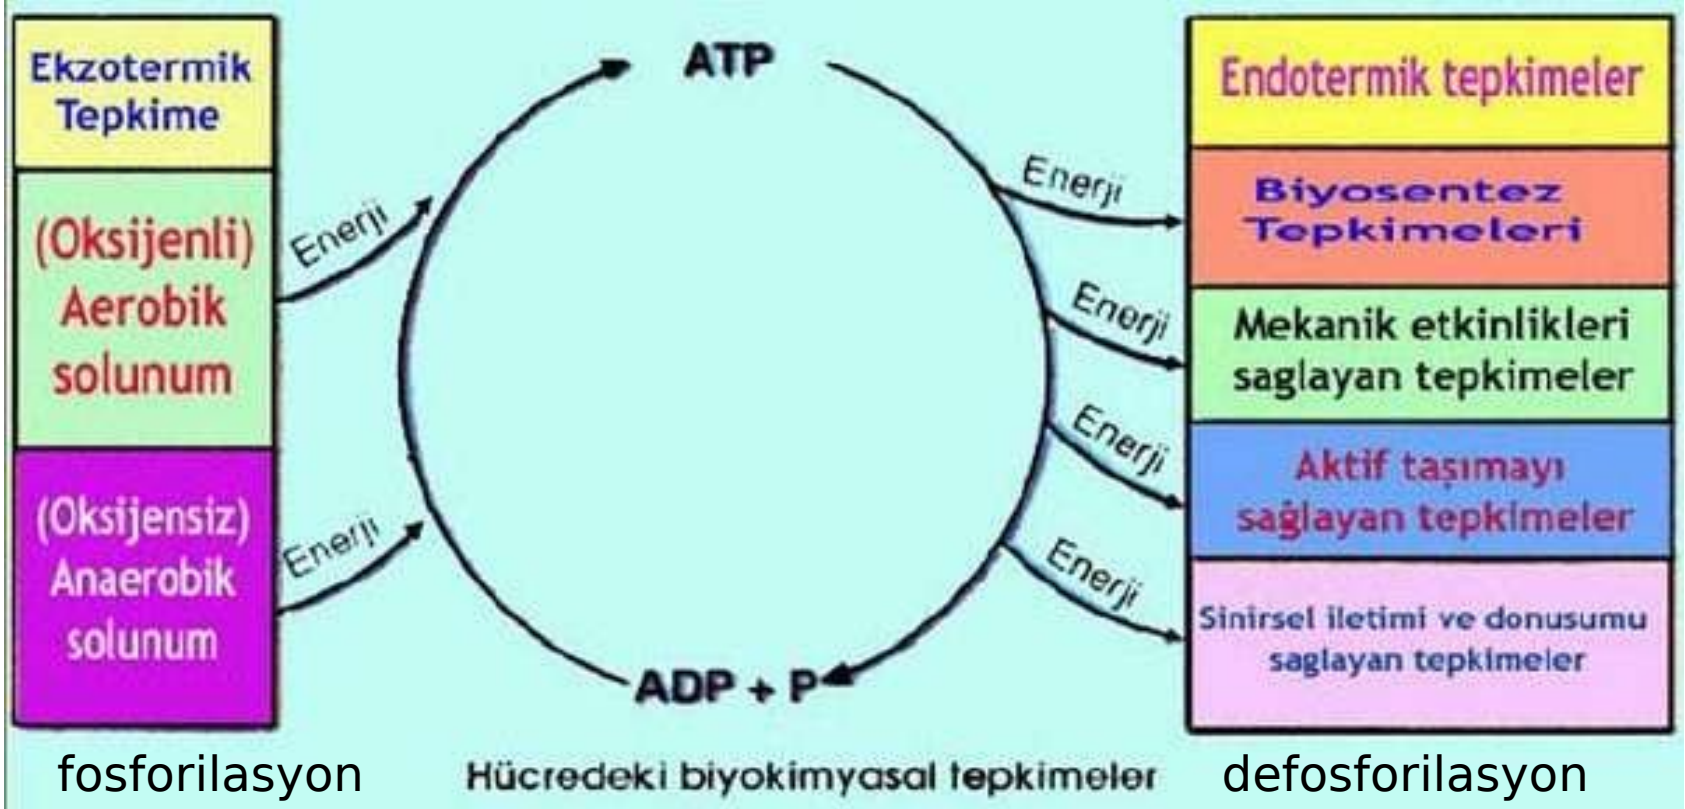 Ekzotermik
Tepkime
(Oksijenli)
Aerobik
solunum
(Oksijensiz)
Anaerobik
solunum
fosforilasyon
Enerji
Enerji
ATP
ADP + P
Hücredeki biyokimyasal tepkimeler
Enerji
Enerji
Enerji
Enerji
Endotermik tepkimeler
Biyosentez
Tepkimeleri
Mekanik etkinlikleri
saglayan tepkimeler
Aktif taşımayı
sağlayan tepkimeler
Sinirsel iletimi ve donusumu
saglayan tepkimeler
defosforilasyon